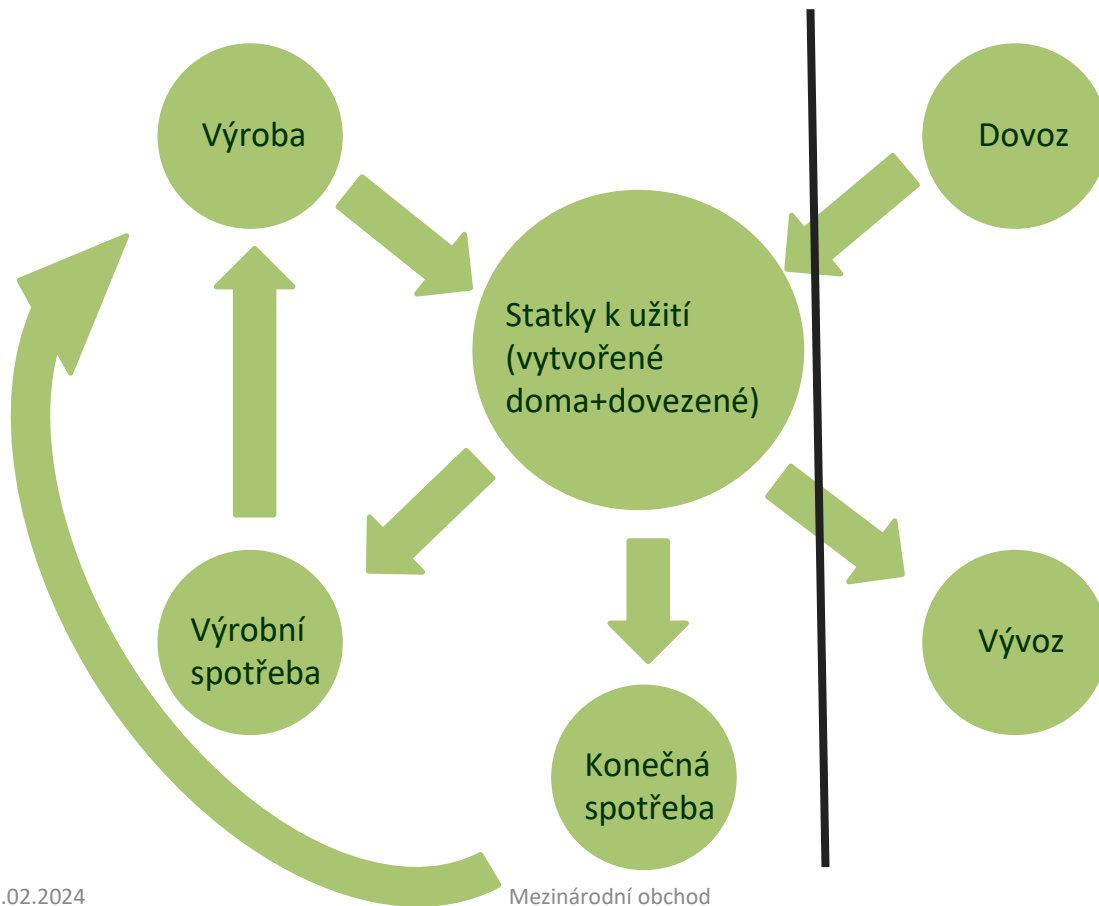 Výroba
Dovoz
Statky k užití
(vytvořené
doma+dovezené)
Výrobní
spotřeba
Vývoz
Konečná
spotřeba
.02.2024
Mezinárodní obchod